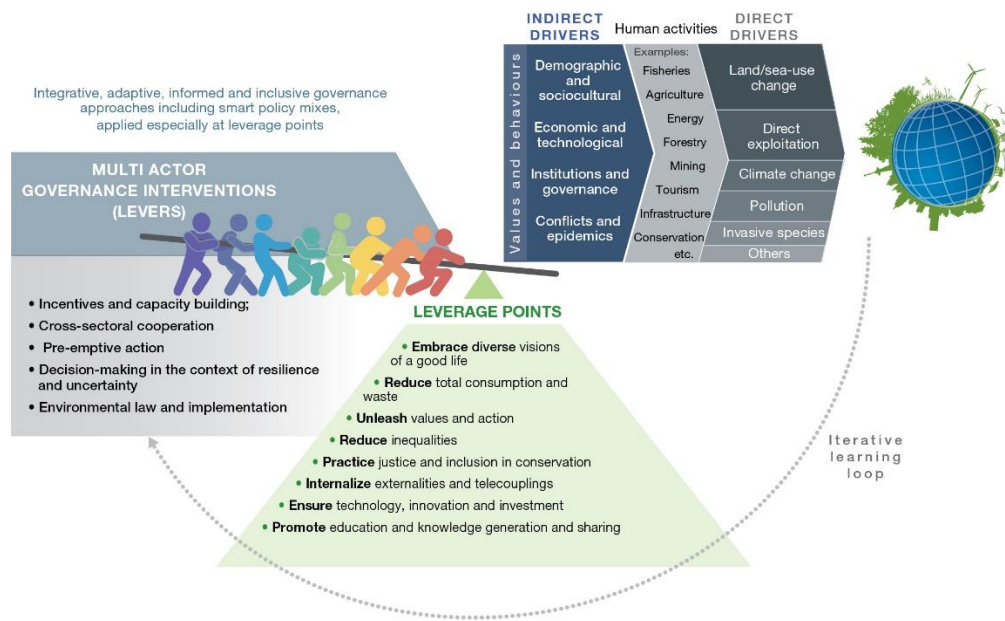 INDIRECT
DRIVERS
Human activities
DIRECT
DRIVERS
Values and behaviours
Demographic
and
sociocultural
Economic and
technological
Institutions and
governance
Conflicts and
epidemics
Examples:
Fisheries
Agriculture
Energy
Forestry
Mining
Tourism
Infrastructure
Conservation
etc.
Land/sea-use
change
Direct
exploitation
Climate change
Pollution
Invasive species
Others
Integrative, adaptive, informed and inclusive governance
approaches including smart policy mixes,
applied especially at leverage points
MULTI ACTOR
GOVERNANCE INTERVENTIONS
(LEVERS)
• Incentives and capacity building;
• Cross-sectoral cooperation
• Pre-emptive action
• Decision-making in the context of resilience
and uncertainty
• Environmental law and implementation
LEVERAGE POINTS
• Embrace diverse visions
of a good life
• Reduce total consumption and
waste
• Unleash values and action
• Reduce inequalities
• Practice justice and inclusion in conservation
• Internalize externalities and telecouplings
• Ensure technology, innovation and investment
• Promote education and knowledge generation and sharing
Iterative
learning
loop